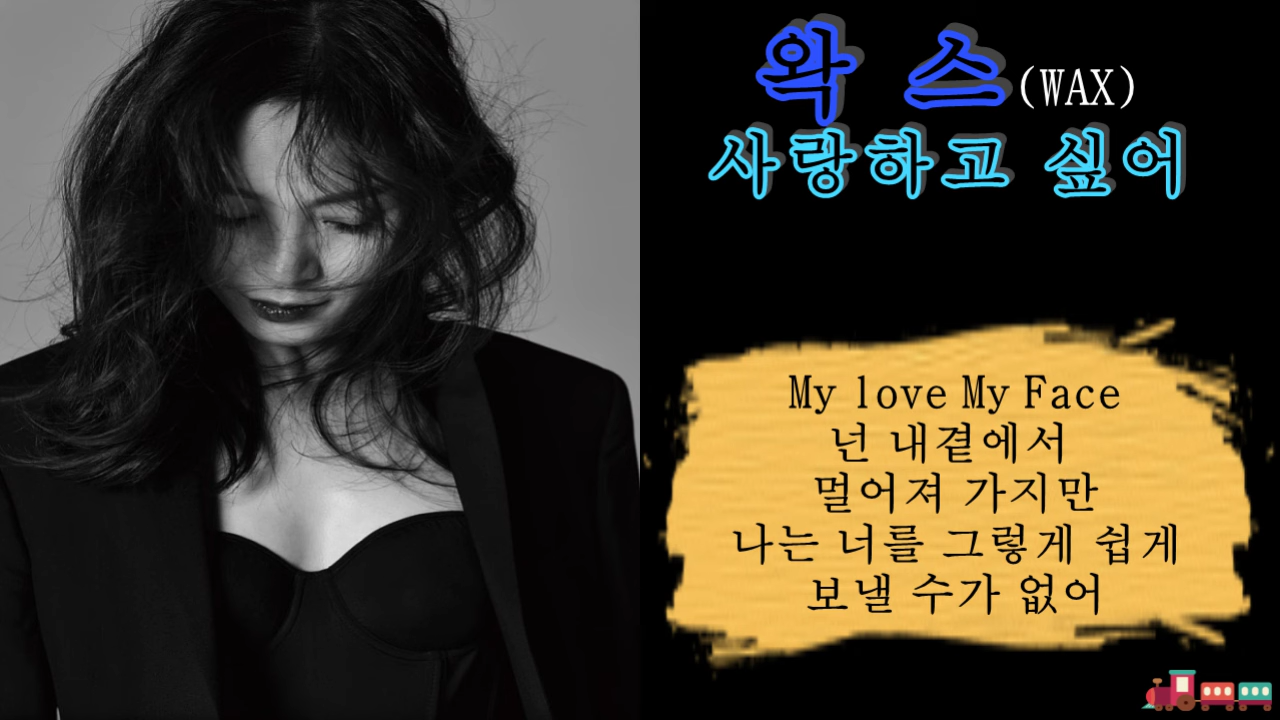 왁 스(WAX)
사랑하고 싶어
My love My Face
넌 내곁에서
멀어져 가지만
나는 너를 그렇게 쉽게
보낼 수가 없어